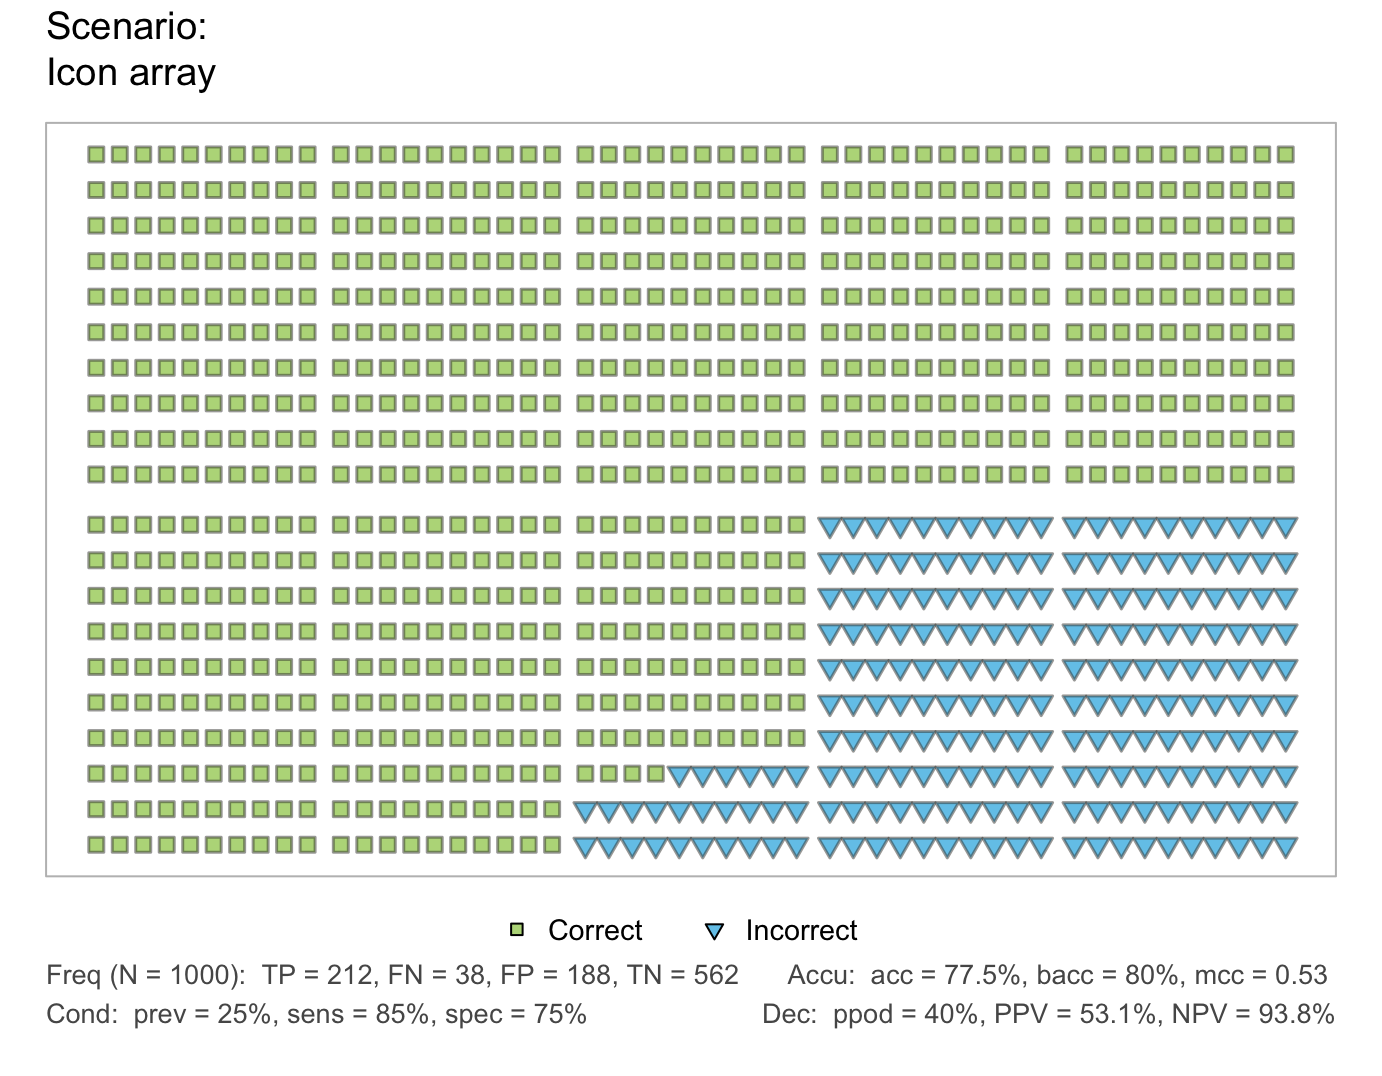 Scenario:
Icon array
Correct Incorrect
Freq (N = 1000): TP = 212, FN = 38, FP = 188, TN = 562 Accu: acc = 77.5%, bacc = 80%, mcc = 0.53
Cond: prev = 25%, sens = 85%, spec = 75% Dec: ppod = 40%, PPV = 53.1%, NPV = 93.8%